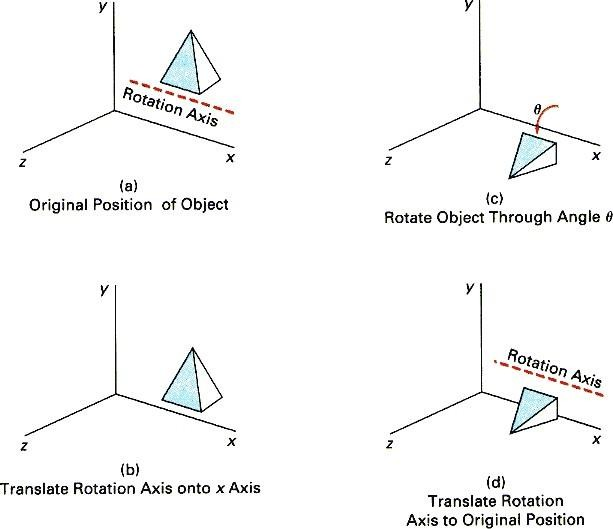 y
Rotation Axis
z
x
(a)
Original Position of Object
y
θ
z
x
(c)
Rotate Object Through Angle θ
y
z
x
(b)
Translate Rotation Axis onto x Axis
y
Rotation Axis
z
x
(d)
Translate Rotation
Axis to Original Position